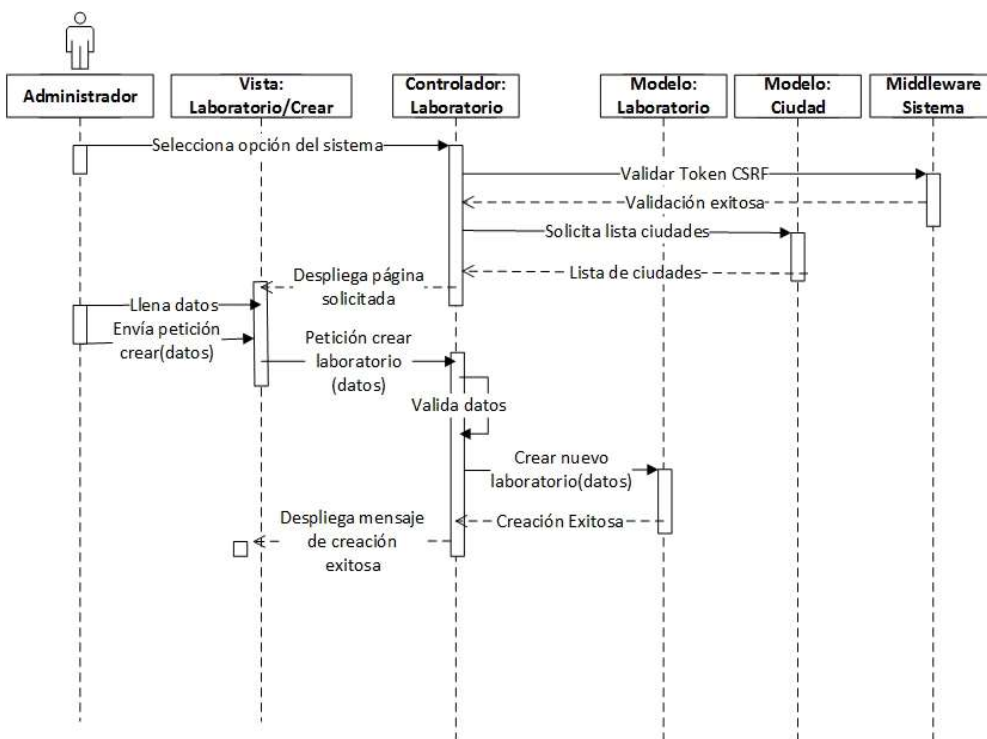 Administrador
Vista:
Laboratorio/Crear
Controlador:
Laboratorio
Modelo:
Laboratorio
Modelo:
Ciudad
Middleware
Sistema
Selecciona opción del sistema
Validar Token CSRF
Validación exitosa
Solicita lista ciudades
Lista de ciudades
Despliega página
solicitada
Llena datos
Envía petición
crear(datos)
Petición crear
laboratorio
(datos)
Valida datos
Crear nuevo
laboratorio(datos)
Creación Exitosa
Despliega mensaje
de creación
exitosa